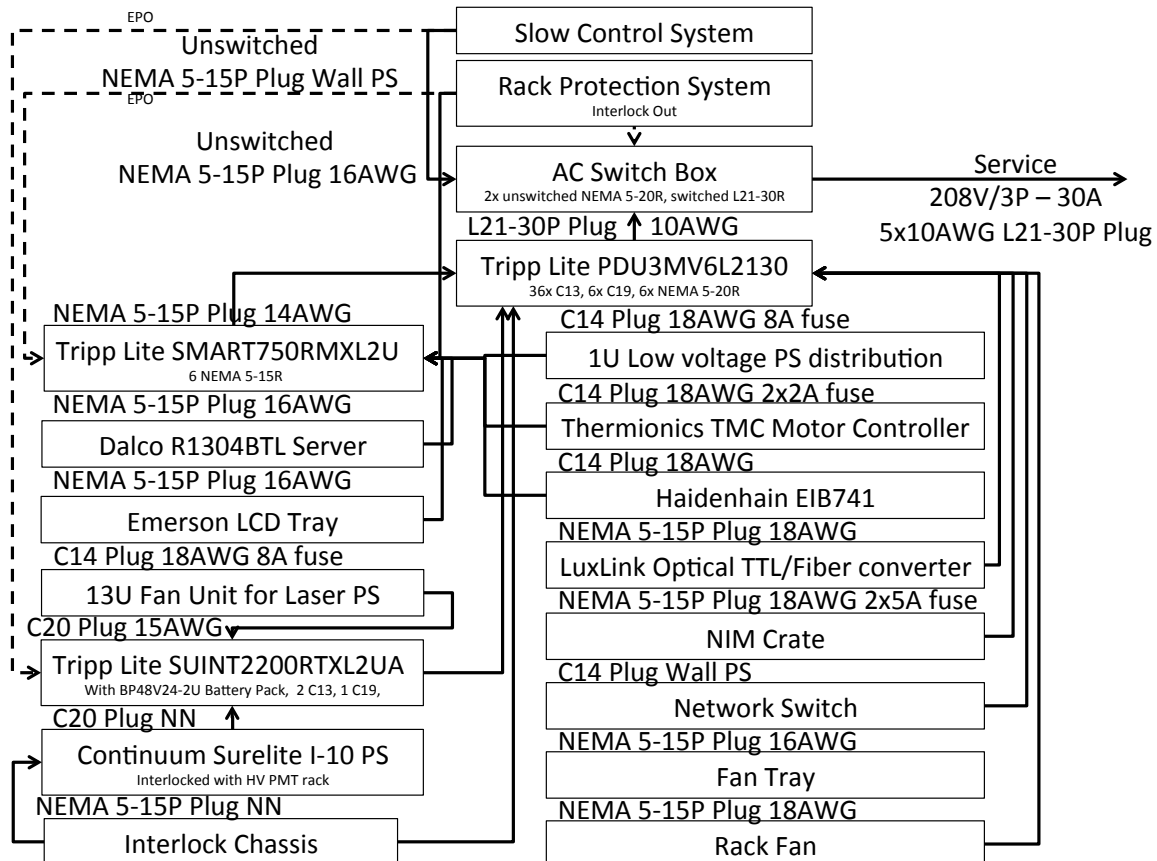 EPO
Slow Control System
Unswitched
NEMA 5-15P Plug Wall PS
EPO
Rack Protection System
Interlock Out
Unswitched
NEMA 5-15P Plug 16AWG
AC Switch Box
2x unswitched NEMA 5-20R, switched L21-30R
Service
208V/3P – 30A
5x10AWG L21-30P Plug
L21-30P Plug 10AWG
Tripp Lite PDU3MV6L2130
36x C13, 6x C19, 6x NEMA 5-20R
NEMA 5-15P Plug 14AWG
Tripp Lite SMART750RMXL2U
6 NEMA 5-15R
NEMA 5-15P Plug 16AWG
Dalco R1304BTL Server
NEMA 5-15P Plug 16AWG
Emerson LCD Tray
C14 Plug 18AWG 8A fuse
13U Fan Unit for Laser PS
C20 Plug 15AWG
Tripp Lite SUINT2200RTXL2UA
With BP48V24-2U Battery Pack, 2 C13, 1 C19,
C20 Plug NN
Continuum Surelite I-10 PS
Interlocked with HV PMT rack
NEMA 5-15P Plug NN
Interlock Chassis
C14 Plug 18AWG 8A fuse
1U Low voltage PS distribution
C14 Plug 18AWG 2x2A fuse
Thermionics TMC Motor Controller
C14 Plug 18AWG
Haidenhain EIB741
NEMA 5-15P Plug 18AWG
LuxLink Optical TTL/Fiber converter
NEMA 5-15P Plug 18AWG 2x5A fuse
NIM Crate
C14 Plug Wall PS
Network Switch
NEMA 5-15P Plug 16AWG
Fan Tray
NEMA 5-15P Plug 18AWG
Rack Fan